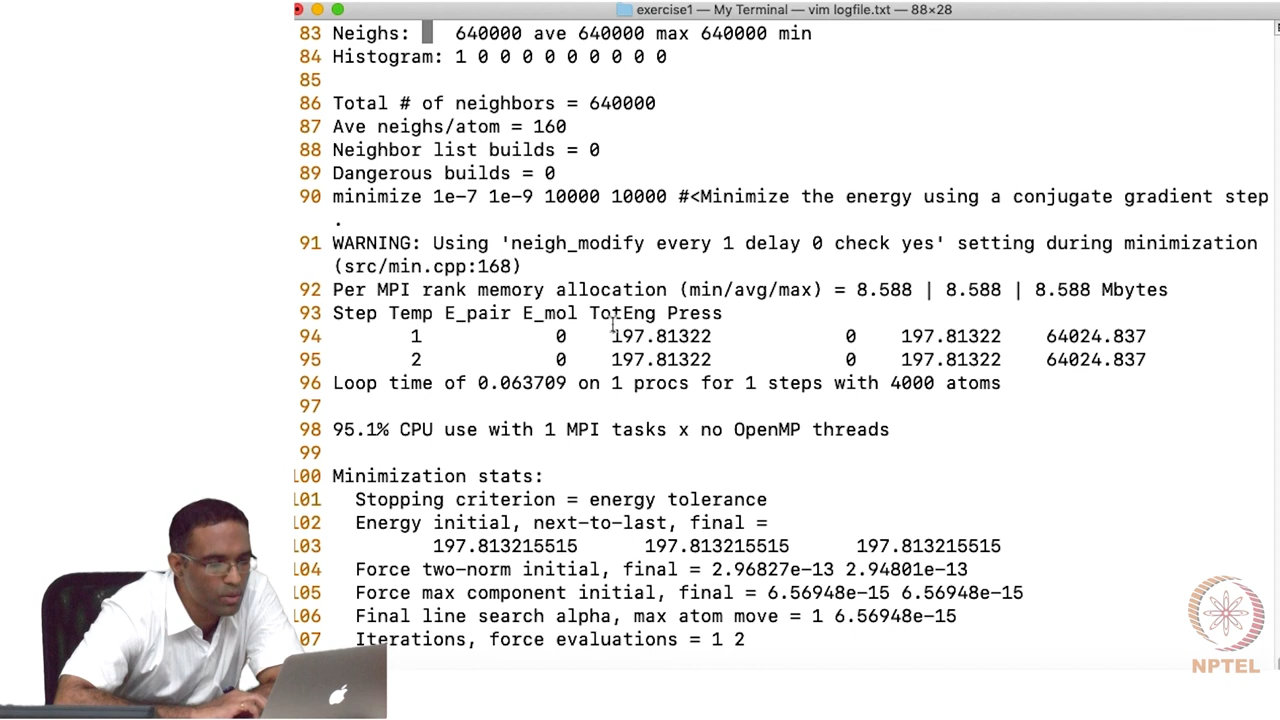 exercise1 — My Terminal — vim logfile.txt — 88×28
83 Neighs:    640000 ave 640000 max 640000 min
84 Histogram: 1 0 0 0 0 0 0 0 0 0
85
86 Total # of neighbors = 640000
87 Ave neighs/atom = 160
88 Neighbor list builds = 0
89 Dangerous builds = 0
90 minimize 1e-7 1e-9 10000 10000 #<Minimize the energy using a conjugate gradient step
.
91 WARNING: Using 'neigh_modify every 1 delay 0 check yes' setting during minimization
(src/min.cpp:168)
92 Per MPI rank memory allocation (min/avg/max) = 8.588 | 8.588 | 8.588 Mbytes
93 Step Temp E_pair E_mol TotEng Press
94        1            0    197.81322            0    197.81322    64024.837
95        2            0    197.81322            0    197.81322    64024.837
96 Loop time of 0.063709 on 1 procs for 1 steps with 4000 atoms
97
98 95.1% CPU use with 1 MPI tasks x no OpenMP threads
99
100 Minimization stats:
101   Stopping criterion = energy tolerance
102   Energy initial, next-to-last, final =
103          197.813215515      197.813215515      197.813215515
104   Force two-norm initial, final = 2.96827e-13 2.94801e-13
105   Force max component initial, final = 6.56948e-15 6.56948e-15
106   Final line search alpha, max atom move = 1 6.56948e-15
107   Iterations, force evaluations = 1 2
NPTEL